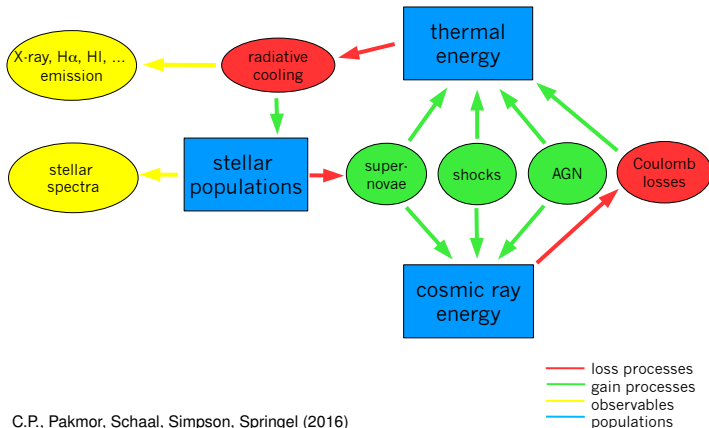 thermal
energy
X-ray, Hα, HI, ...
emission
radiative
cooling
stellar
spectra
stellar
populations
super-
novae
shocks
AGN
Coulomb
losses
cosmic ray
energy
loss processes
gain processes
observables
populations
C.P., Pakmor, Schaal, Simpson, Springel (2016)